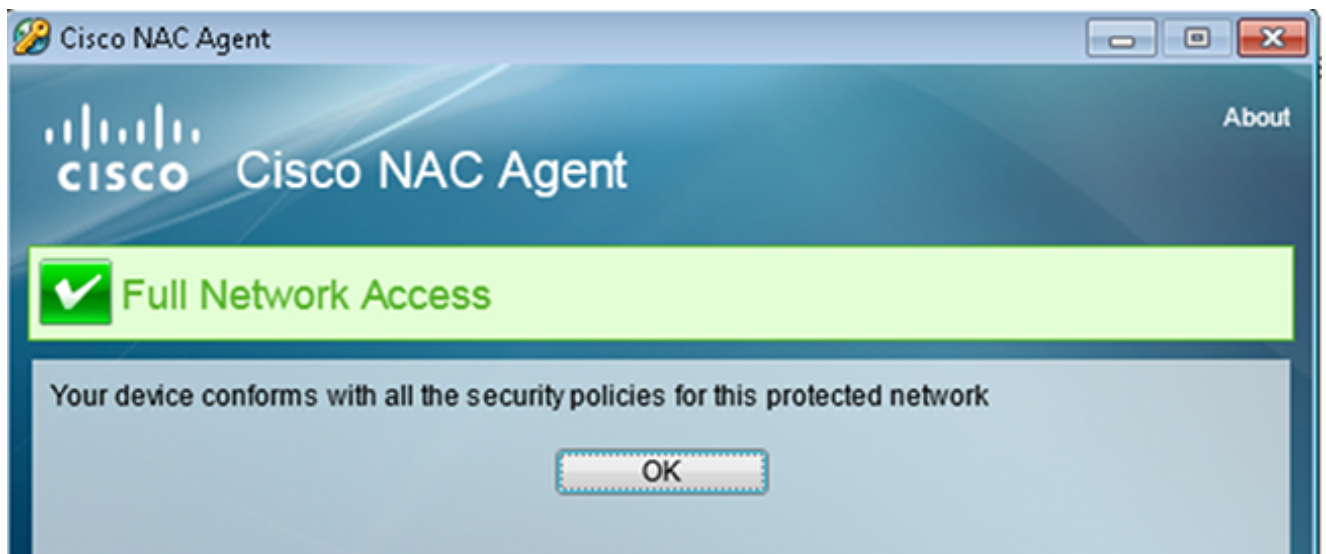 Cisco NAC Agent
About
CISCO Cisco NAC Agent
Full Network Access
Your device conforms with all the security policies for this protected network
OK